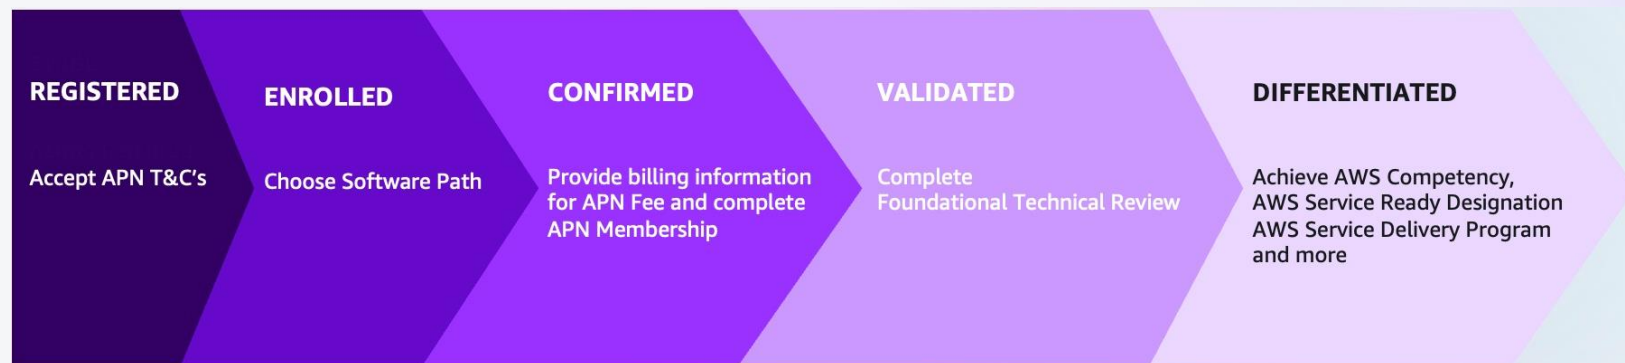 REGISTERED
Accept APN T&C’s
ENROLLED
Choose Software Path
CONFIRMED
Provide billing information
for APN Fee and complete
APN Membership
VALIDATED
Complete
Foundational Technical Review
DIFFERENTIATED
Achieve AWS Competency,
AWS Service Ready Designation
AWS Service Delivery Program
and more